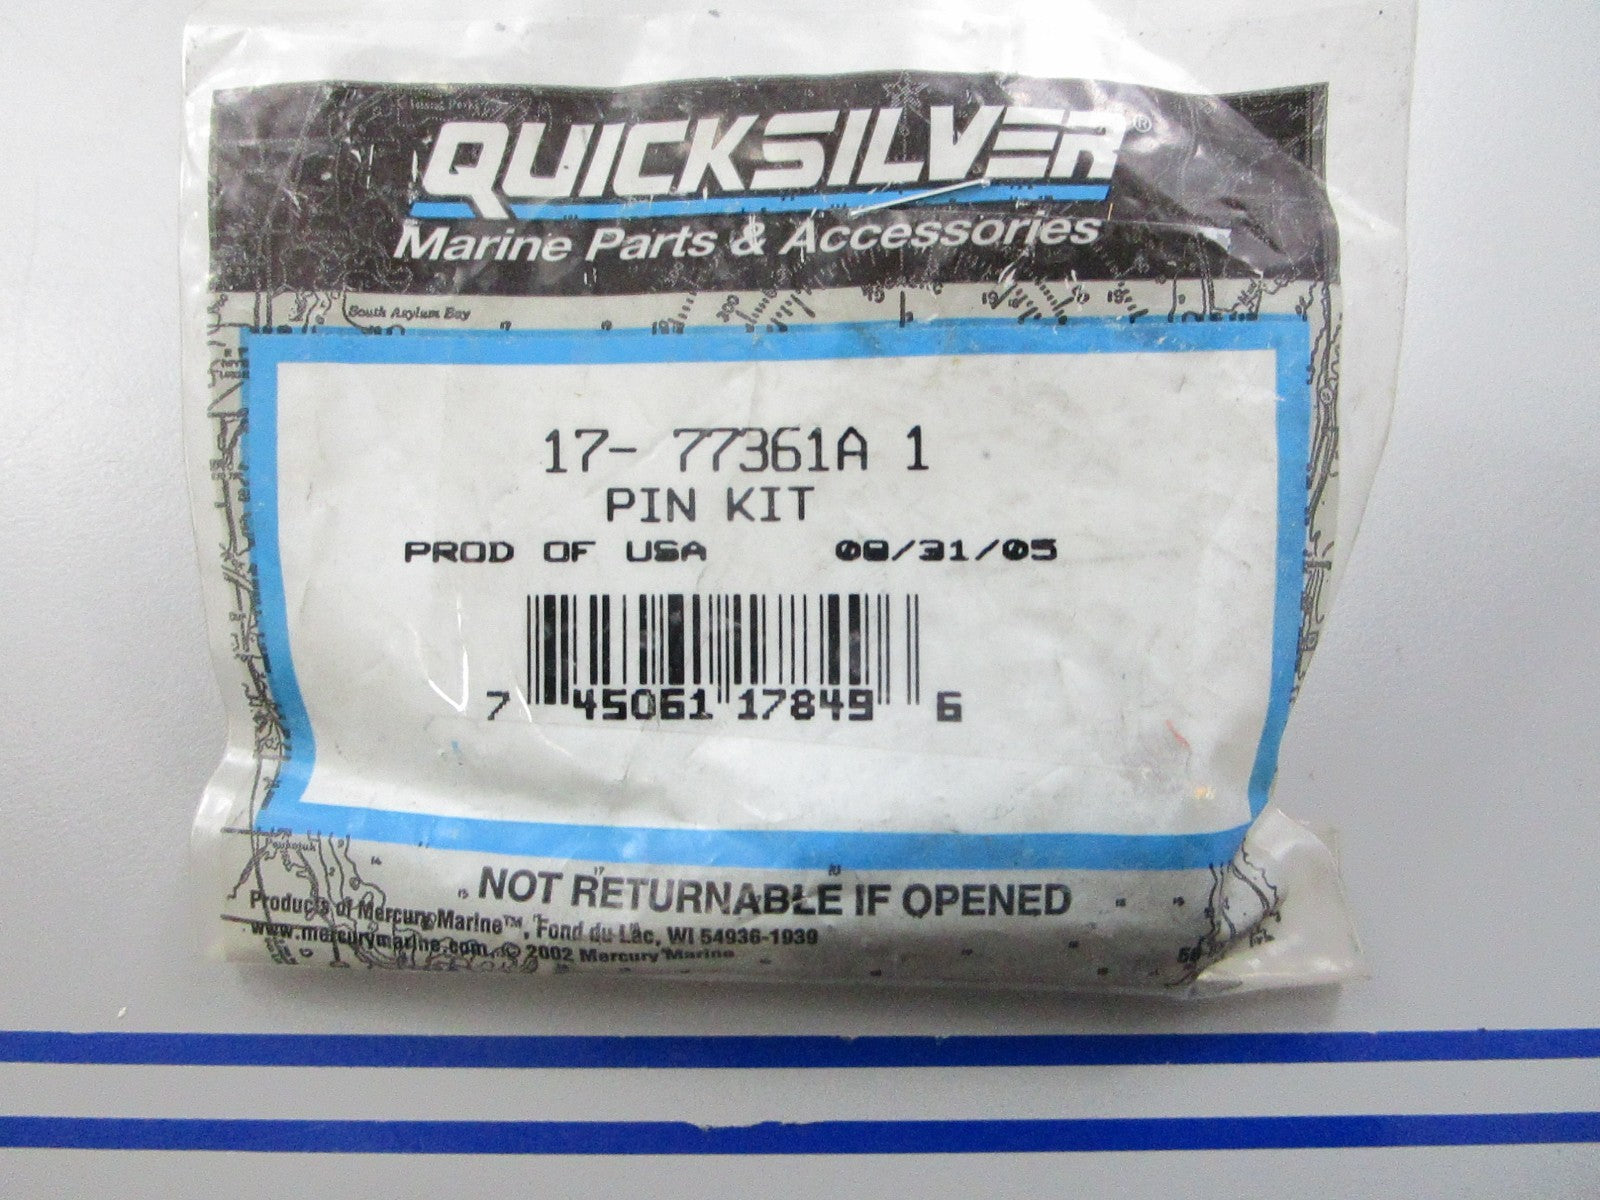 QUICKSILVER®
Marine Parts & Accessories
South Asylum Bay
17- 77361A 1
PIN KIT
PROD OF USA 08/31/05
7 45061 17849 6
NOT RETURNABLE IF OPENED
Products of Mercury Marine™, Fond du Lac, WI 54936-1939
www.mercurymarine.com, © 2002 Mercury Marine